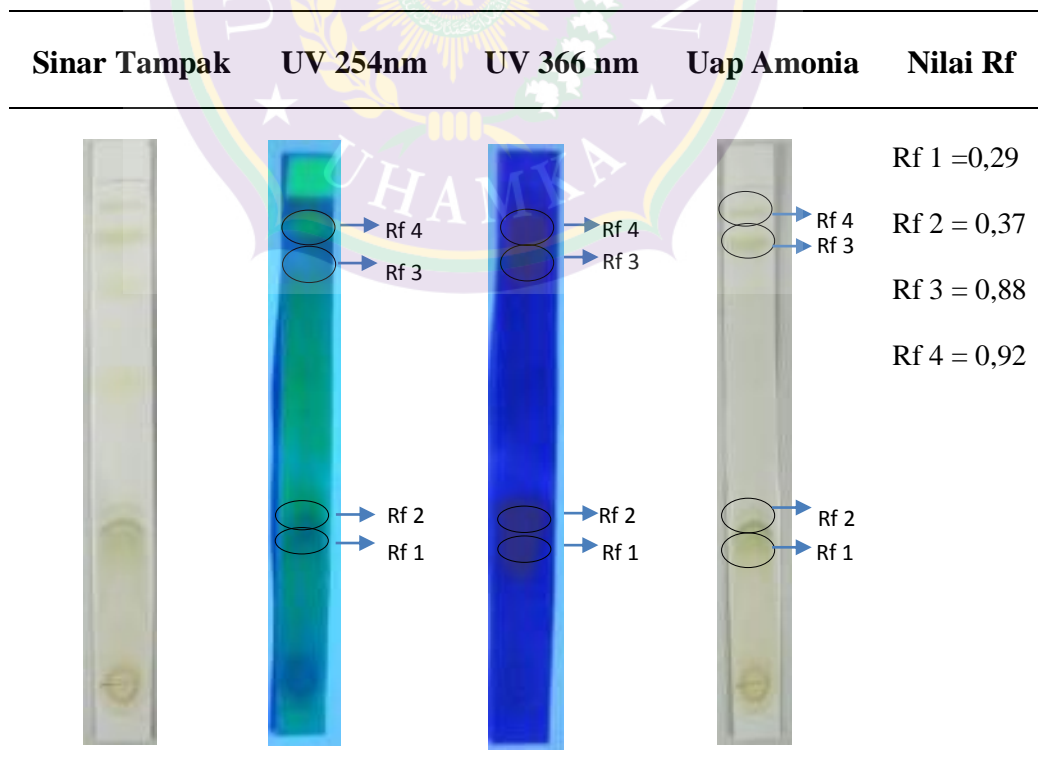 Sinar Tampak UV 254nm UV 366 nm Uap Amonia Nilai Rf
UHAMKA
Rf 1 =0,29
Rf 2 = 0,37
Rf 3 = 0,88
Rf 4 = 0,92
Rf 4
Rf 3
Rf 2
Rf 1
Rf 4
Rf 3
Rf 2
Rf 1
Rf 4
Rf 3
Rf 2
Rf 1